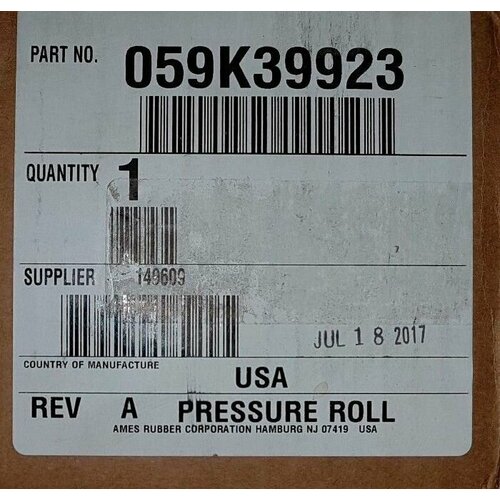 PART NO. 059K39923
QUANTITY 1
SUPPLIER 140609
JUL 18 2017
COUNTRY OF MANUFACTURE
USA
REV A PRESSURE ROLL
AMES RUBBER CORPORATION HAMBURG NJ 07419 USA